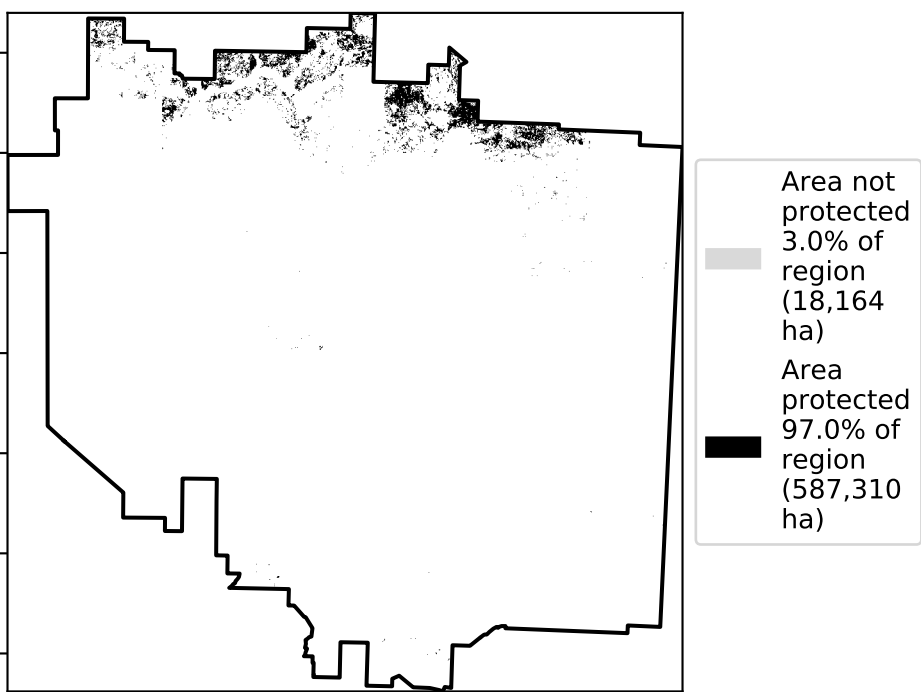 Area not
protected
3.0% of
region
(18,164
ha)
Area
protected
97.0% of
region
(587,310
ha)